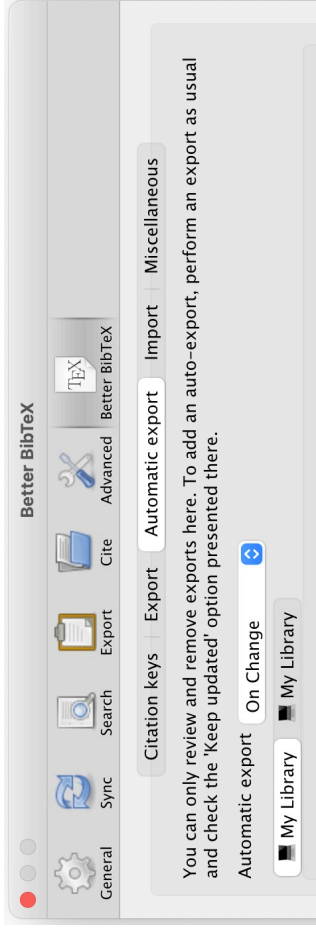 Better BibTeX
General
Sync
Search
Export
Cite
Advanced
TEX
Better BibTeX
Citation keys
Export
Automatic export
Import
Miscellaneous
You can only review and remove exports here. To add an auto-export, perform an export as usual
and check the 'Keep updated' option presented there.
Automatic export On Change
My Library
My Library